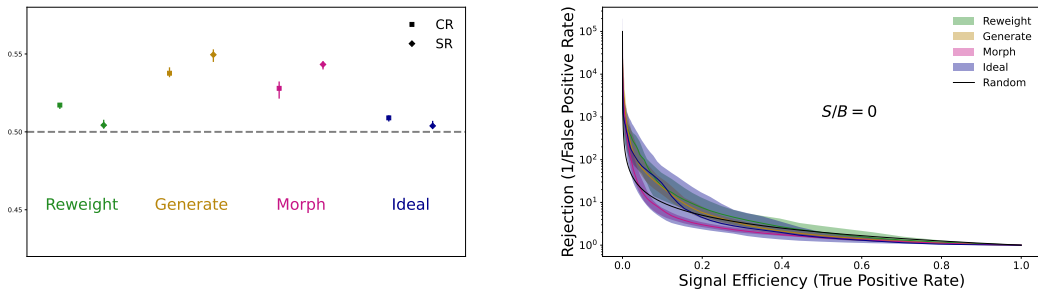 CR
SR
0.55
0.50
0.45
Reweight Generate Morph Ideal
Rejection (1/False Positive Rate)
10⁵
10⁴
10³
10²
10¹
10⁰
Reweight
Generate
Morph
Ideal
Random
S/B = 0
0.0 0.2 0.4 0.6 0.8 1.0
Signal Efficiency (True Positive Rate)